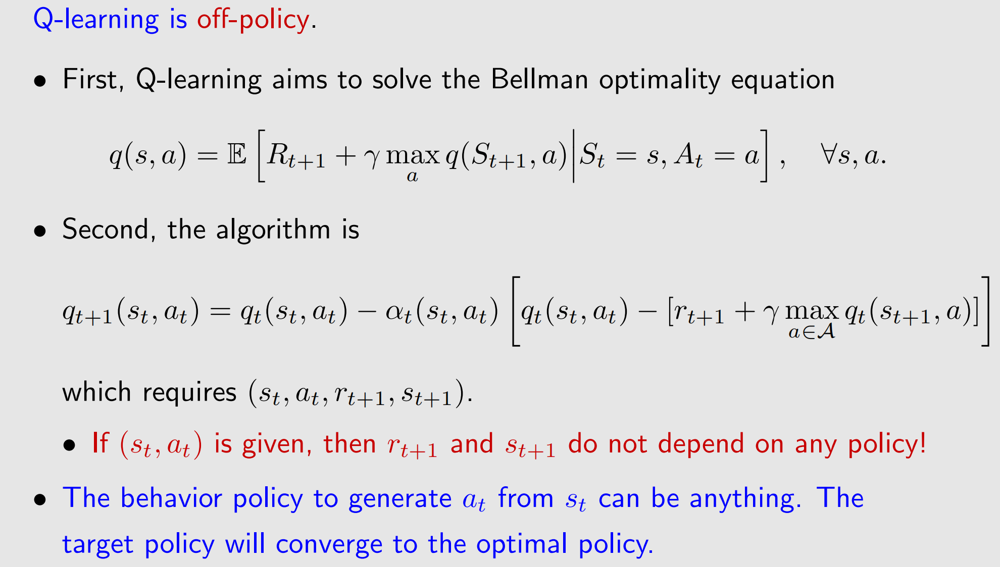 Q-learning is off-policy.
• First, Q-learning aims to solve the Bellman optimality equation
$$q(s, a) = \mathbb{E}\left[R_{t+1} + \gamma \max_{a} q(S_{t+1}, a) \middle| S_t = s, A_t = a\right], \quad \forall s, a.$$
• Second, the algorithm is
$$q_{t+1}(s_t, a_t) = q_t(s_t, a_t) - \alpha_t(s_t, a_t) \left[q_t(s_t, a_t) - [r_{t+1} + \gamma \max_{a \in \mathcal{A}} q_t(s_{t+1}, a)]\right]$$
which requires $(s_t, a_t, r_{t+1}, s_{t+1})$.
• If $(s_t, a_t)$ is given, then $r_{t+1}$ and $s_{t+1}$ do not depend on any policy!
• The behavior policy to generate $a_t$ from $s_t$ can be anything. The
target policy will converge to the optimal policy.